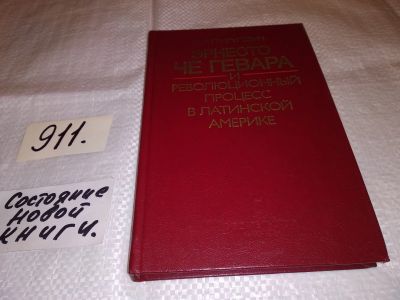 ЭРНЕСТО
ЧЕ ГЕВАРА
И
РЕВОЛЮЦИОННЫЙ
ПРОЦЕСС
В ЛАТИНСКОЙ
АМЕРИКЕ
911.
Состояние
новой
книги.